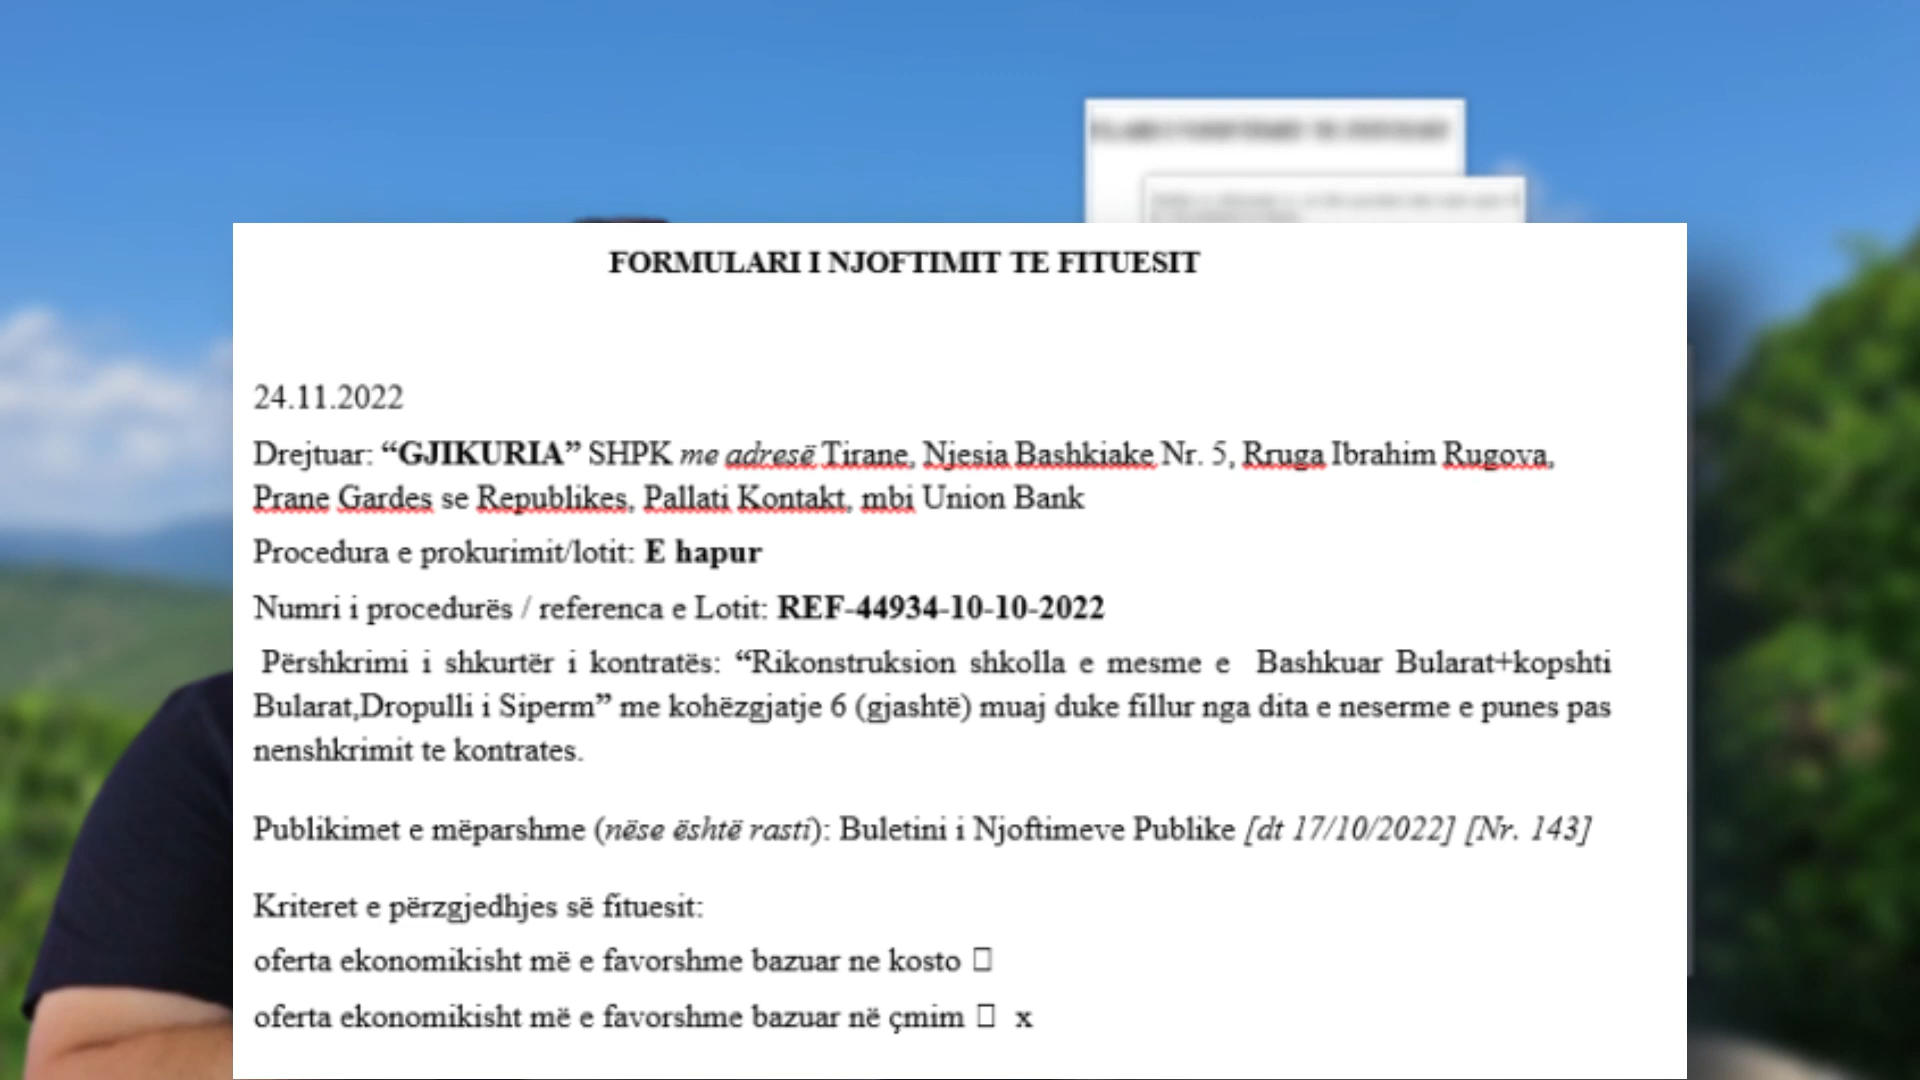 FORMULARI I NJOFTIMIT TE FITUESIT
24.11.2022
Drejtuar: “GJIKURIA” SHPK me adresë Tirane, Njesia Bashkiake Nr. 5, Rruga Ibrahim Rugova,
Prane Gardes se Republikes, Pallati Kontakt, mbi Union Bank
Procedura e prokurimit/lotit: E hapur
Numri i procedurës / referenca e Lotit: REF-44934-10-10-2022
Përshkrimi i shkurtër i kontratës: “Rikonstruksion shkolla e mesme e Bashkuar Bularat+kopshti
Bularat,Dropulli i Siperm” me kohëzgjatje 6 (gjashtë) muaj duke fillur nga dita e neserme e punes pas
nenshkrimit te kontrates.
Publikimet e mëparshme (nëse është rasti): Buletini i Njoftimeve Publike [dt 17/10/2022] [Nr. 143]
Kriteret e përzgjedhjes së fituesit:
oferta ekonomikisht më e favorshme bazuar ne kosto ☐
oferta ekonomikisht më e favorshme bazuar në çmim ☐ x